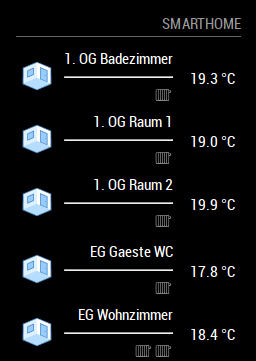 SMARTHOME
1. OG Badezimmer
19.3 °C
1. OG Raum 1
19.0 °C
1. OG Raum 2
19.9 °C
EG Gaeste WC
17.8 °C
EG Wohnzimmer
18.4 °C